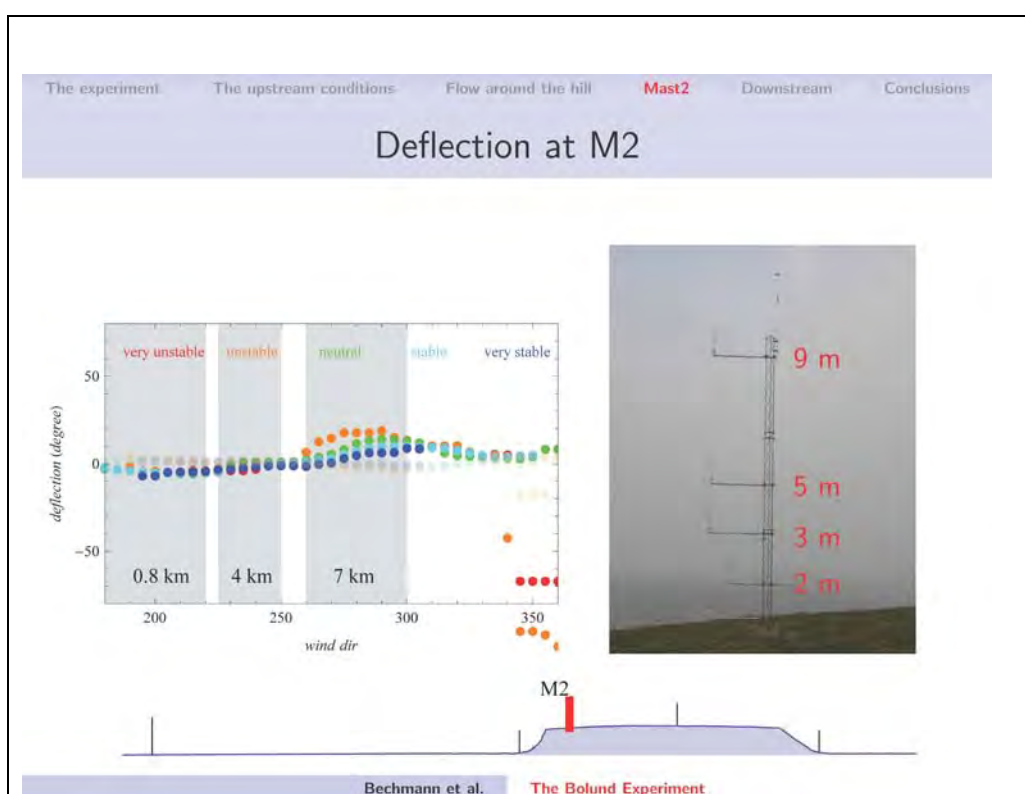 The experiment The upstream conditions Flow around the hill Mast2 Downstream Conclusions
Deflection at M2
very unstable unstable neutral stable very stable
50
0
−50
deflection (degree)
0.8 km 4 km 7 km
200 250 300 350
wind dir
9 m
5 m
3 m
2 m
M2
Bechmann et al. The Bolund Experiment